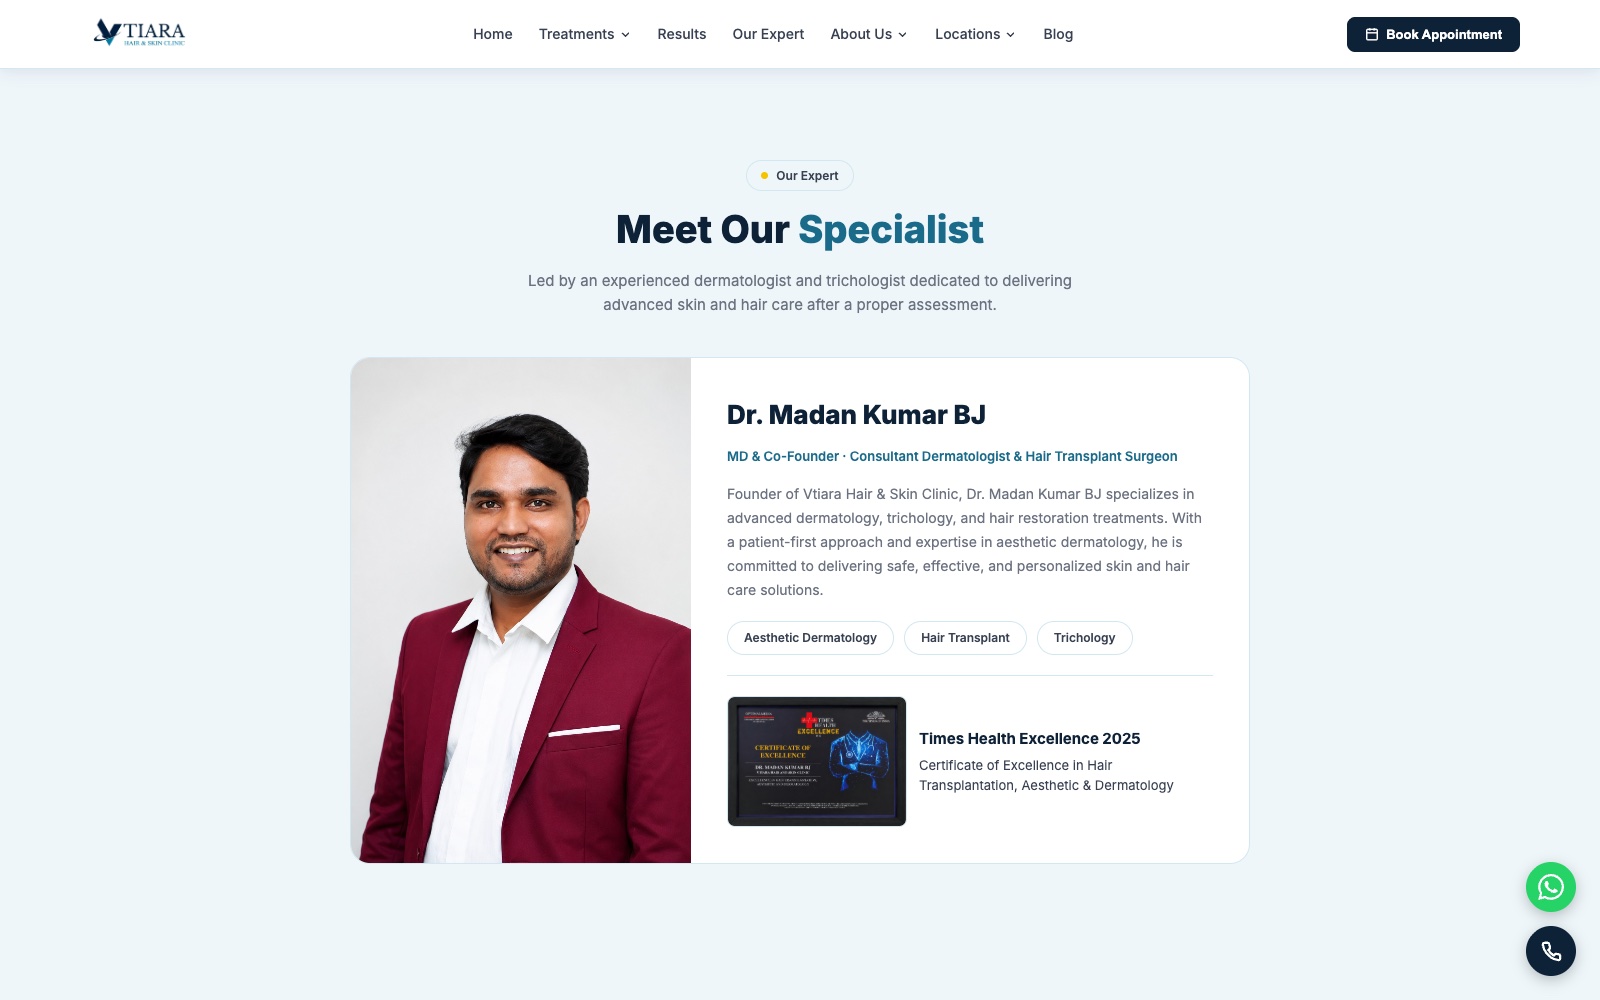 VTIARA
HAIR & SKIN CLINIC
Home
Treatments
Results
Our Expert
About Us
Locations
Blog
Book Appointment
Our Expert
Meet Our Specialist
Led by an experienced dermatologist and trichologist dedicated to delivering
advanced skin and hair care after a proper assessment.
Dr. Madan Kumar BJ
MD & Co-Founder · Consultant Dermatologist & Hair Transplant Surgeon
Founder of Vtiara Hair & Skin Clinic, Dr. Madan Kumar BJ specializes in
advanced dermatology, trichology, and hair restoration treatments. With
a patient-first approach and expertise in aesthetic dermatology, he is
committed to delivering safe, effective, and personalized skin and hair
care solutions.
Aesthetic Dermatology
Hair Transplant
Trichology
TIMES
HEALTH
EXCELLENCE
CERTIFICATE OF
EXCELLENCE
DR. MADAN KUMAR BJ
VTIARA HAIR AND SKIN CLINIC
Times Health Excellence 2025
Certificate of Excellence in Hair
Transplantation, Aesthetic & Dermatology